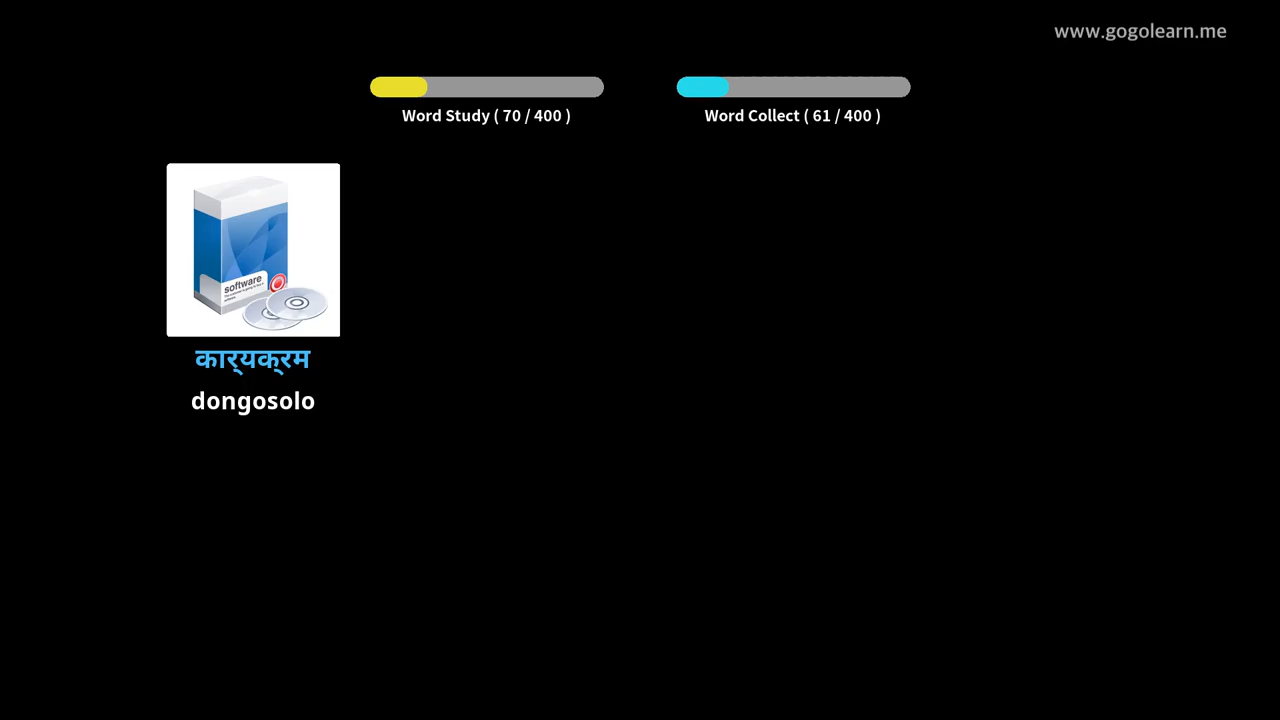 www.gogolearn.me
Word Study ( 70 / 400 )
Word Collect ( 61 / 400 )
software
कार्यक्रम
dongosolo